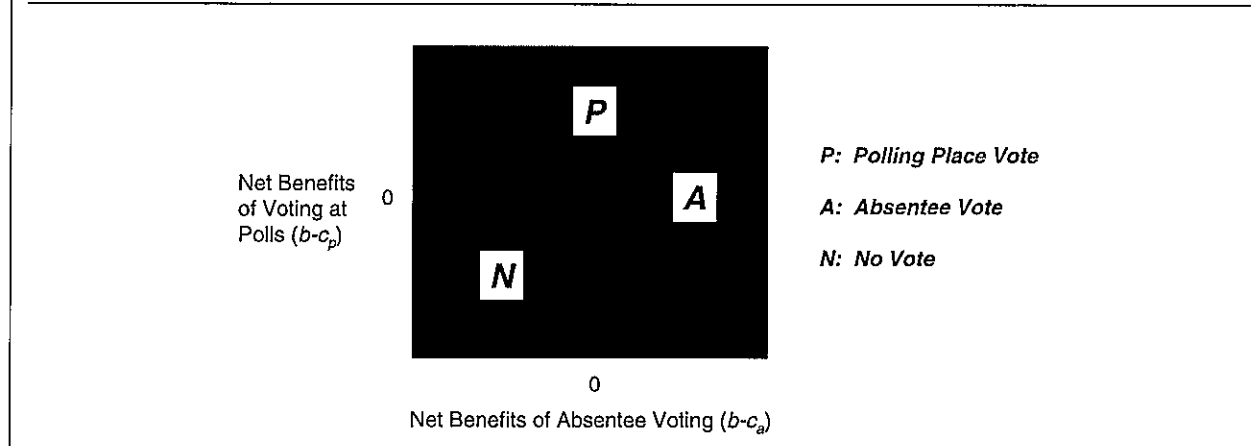 P
P: Polling Place Vote
Net Benefits
of Voting at
Polls (b-cp)
0
A
A: Absentee Vote
N
N: No Vote
0
Net Benefits of Absentee Voting (b-ca)